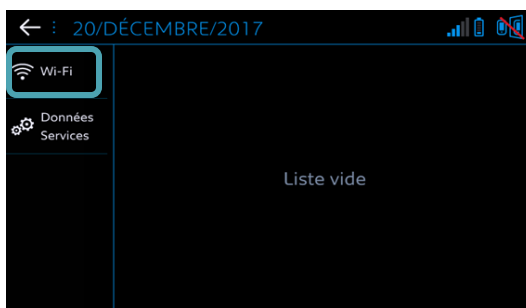 20/DÉCEMBRE/2017
Wi-Fi
Données
Services
Liste vide